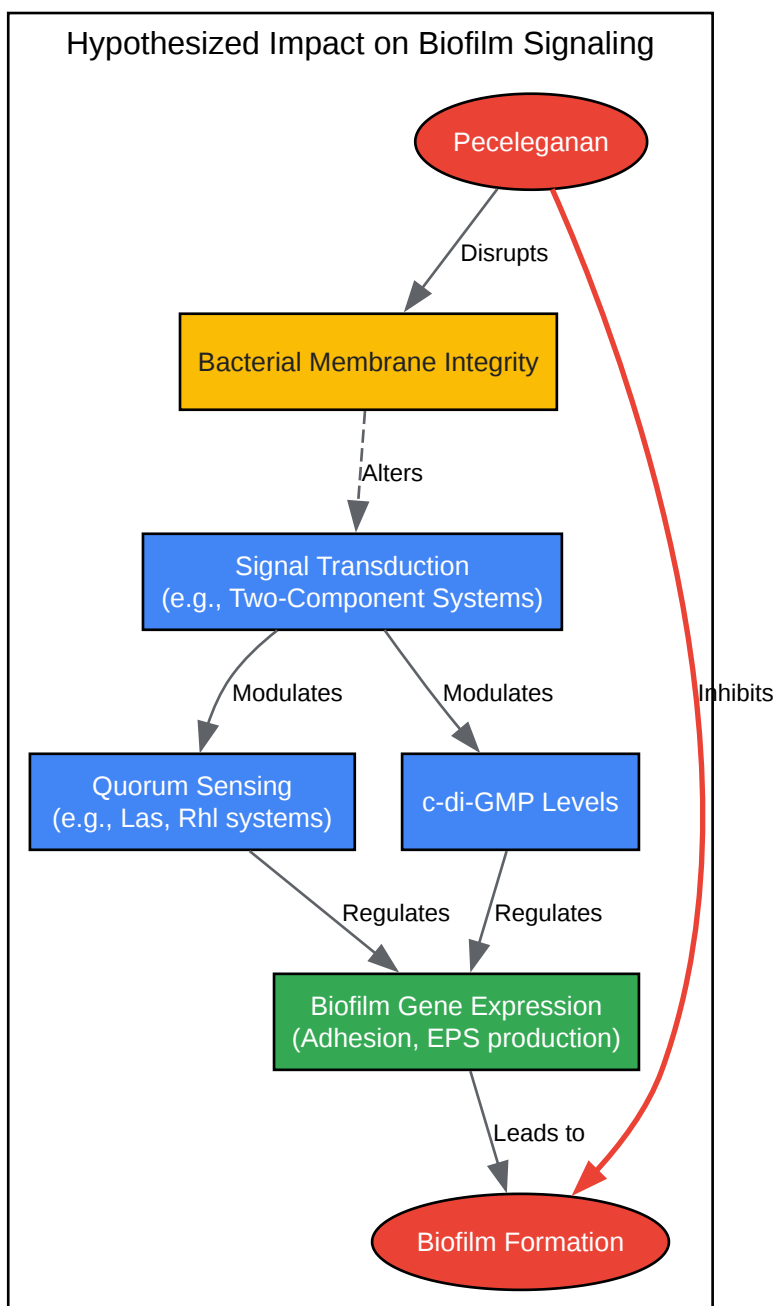 Hypothesized Impact on Biofilm Signaling
Peceleganan
Disrupts
Bacterial Membrane Integrity
Alters
Signal Transduction
(e.g., Two-Component Systems)
Modulates
Modulates
Inhibits
Quorum Sensing
(e.g., Las, Rhl systems)
c-di-GMP Levels
Regulates
Regulates
Biofilm Gene Expression
(Adhesion, EPS production)
Leads to
Biofilm Formation